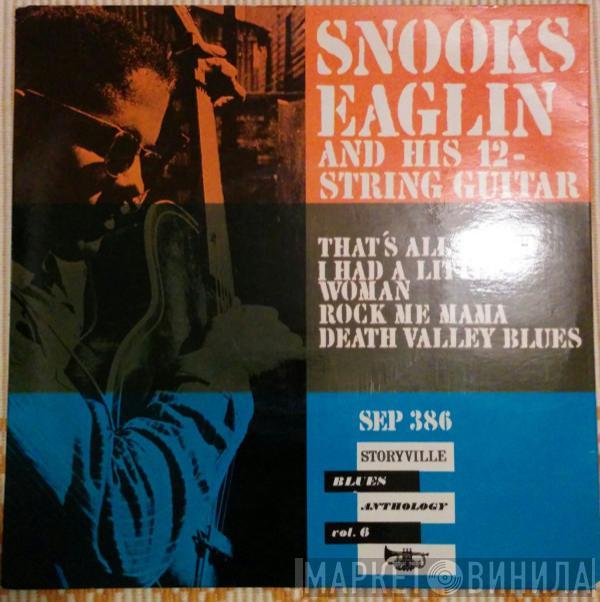 SNOOKS
EAGLIN
AND HIS 12-
STRING GUITAR
THAT'S ALL
I HAD A LITTLE
WOMAN
ROCK ME MAMA
DEATH VALLEY BLUES
SEP 386
STORYVILLE
BLUES
ANTHOLOGY
vol. 6
МАРКЕТ ВИНИЛА